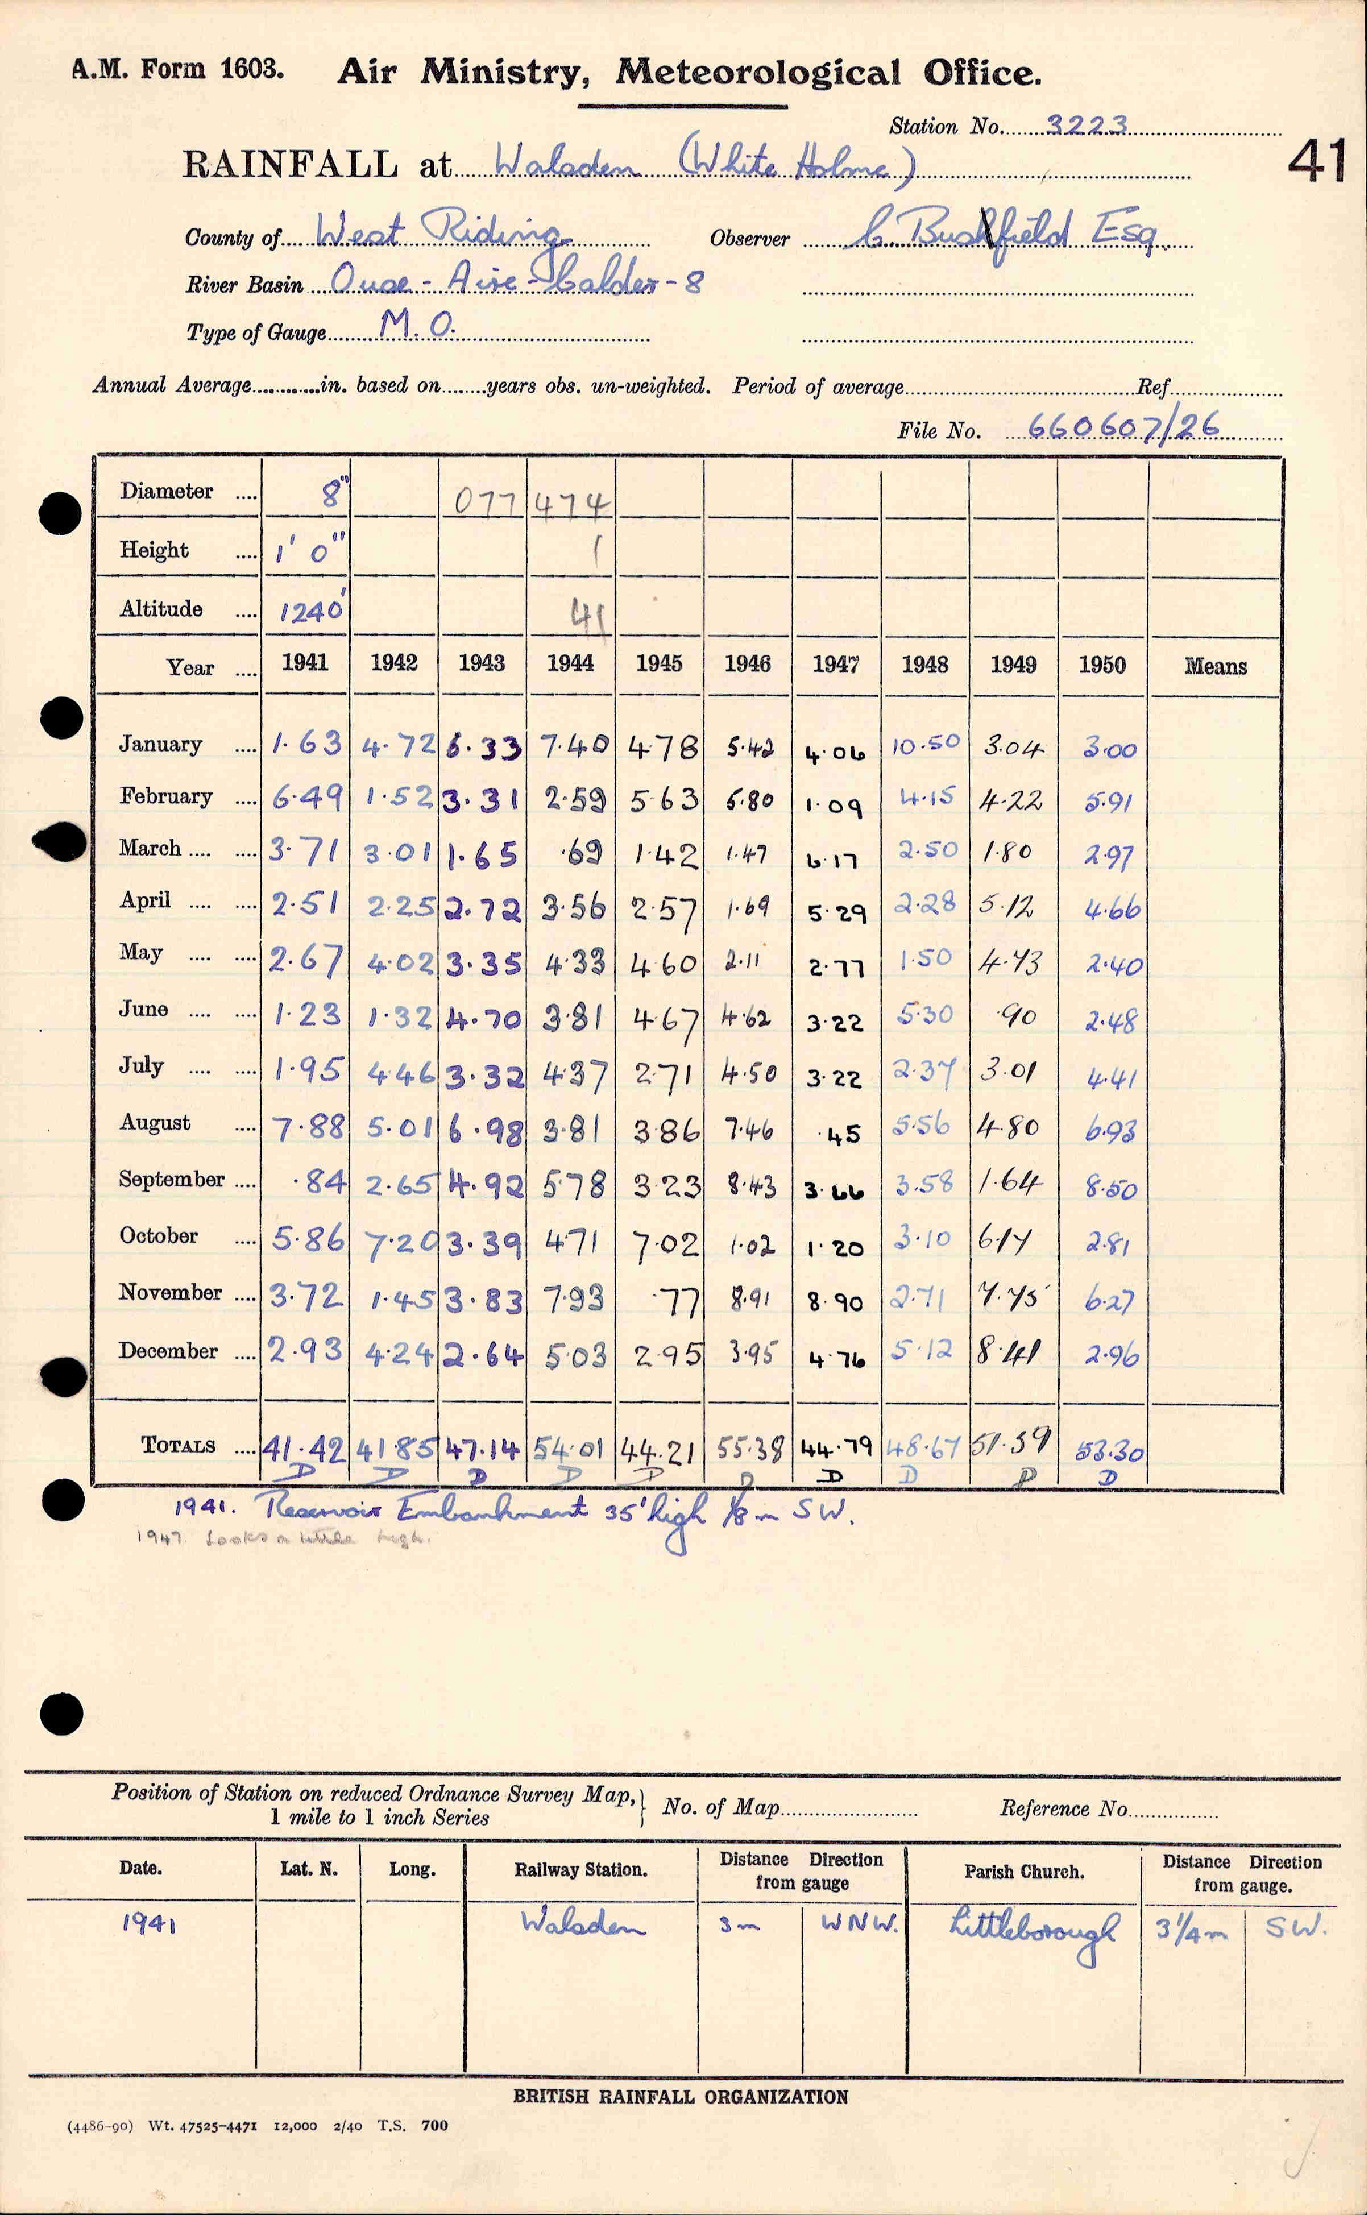 A.M. Form 1603. Air Ministry, Meteorological Office.
Station No. 3223
41
RAINFALL at Walsden (White Holme)
County of West Riding Observer C Bushfield Esq.
River Basin Ouse - Aire - Calder - 8
Type of Gauge M.O.
Annual Average in. based on years obs. un-weighted. Period of average Ref
File No. 660607/26
Diameter .... 8" 077 474
Height .... 1' 0" 1
Altitude .... 1240' 41
Year .... 1941 1942 1943 1944 1945 1946 1947 1948 1949 1950 Means
January .... 1.63 4.72 6.33 7.40 4.78 5.42 4.06 10.50 3.04 3.00
February .... 6.49 1.52 3.31 2.59 5.63 5.80 1.09 4.15 4.22 5.91
March .... .... 3.71 3.01 1.65 .69 1.42 1.47 6.17 2.50 1.80 2.97
April .... .... 2.51 2.25 2.72 3.56 2.57 1.69 5.29 2.28 5.12 4.66
May .... .... 2.67 4.02 3.35 4.33 4.60 2.11 2.77 1.50 4.73 2.40
June .... .... 1.23 1.32 4.70 3.81 4.67 4.62 3.22 5.30 .90 2.48
July .... .... 1.95 4.46 3.32 4.37 2.71 4.50 3.22 2.37 3.01 4.41
August .... 7.88 5.01 6.98 3.81 3.86 7.46 .45 5.56 4.80 6.93
September .... .84 2.65 4.92 5.78 3.23 8.43 3.66 3.58 1.64 8.50
October .... 5.86 7.20 3.39 4.71 7.02 1.02 1.20 3.10 6.17 2.81
November .... 3.72 1.45 3.83 7.93 .77 8.91 8.90 2.71 7.75 6.27
December .... 2.93 4.24 2.64 5.03 2.95 3.95 4.76 5.12 8.41 2.96
TOTALS .... 41.42 41.85 47.14 54.01 44.21 55.38 44.79 48.67 51.59 53.30
D D D D D D D D D D
1941. Reservoir Embankment 35' high 1/8 m SW.
1947 Looks a little high.
Position of Station on reduced Ordnance Survey Map, } No. of Map Reference No.
1 mile to 1 inch Series
Date. Lat. N. Long. Railway Station. Distance Direction from gauge Parish Church. Distance Direction from gauge.
1941 Walsden 3m WNW. Littleborough 3¼m SW.
BRITISH RAINFALL ORGANIZATION
(4486-90) Wt. 47525-4471 12,000 2/40 T.S. 700